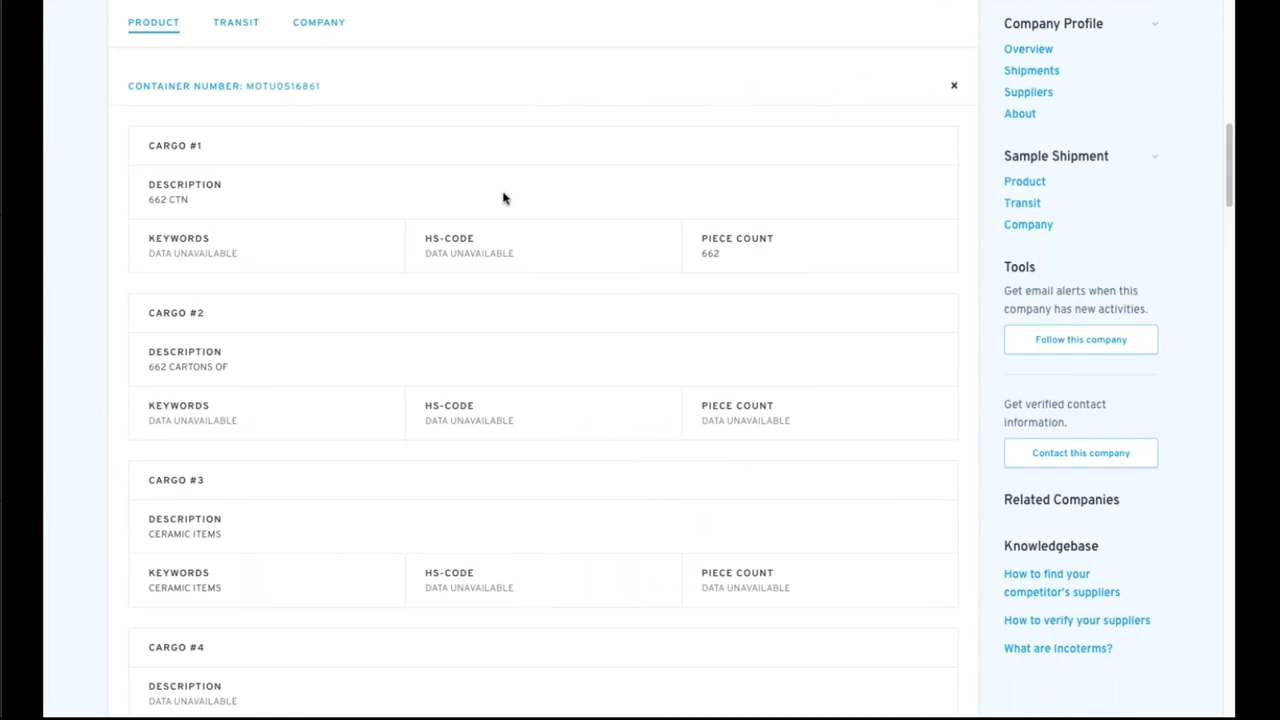 PRODUCT TRANSIT COMPANY
CONTAINER NUMBER: MOTU0516861
×
CARGO #1
DESCRIPTION
662 CTN
KEYWORDS HS-CODE PIECE COUNT
DATA UNAVAILABLE DATA UNAVAILABLE 662
CARGO #2
DESCRIPTION
662 CARTONS OF
KEYWORDS HS-CODE PIECE COUNT
DATA UNAVAILABLE DATA UNAVAILABLE DATA UNAVAILABLE
CARGO #3
DESCRIPTION
CERAMIC ITEMS
KEYWORDS HS-CODE PIECE COUNT
CERAMIC ITEMS DATA UNAVAILABLE DATA UNAVAILABLE
CARGO #4
DESCRIPTION
DATA UNAVAILABLE
Company Profile
Overview
Shipments
Suppliers
About
Sample Shipment
Product
Transit
Company
Tools
Get email alerts when this
company has new activities.
Follow this company
Get verified contact
information.
Contact this company
Related Companies
Knowledgebase
How to find your
competitor's suppliers
How to verify your suppliers
What are Incoterms?